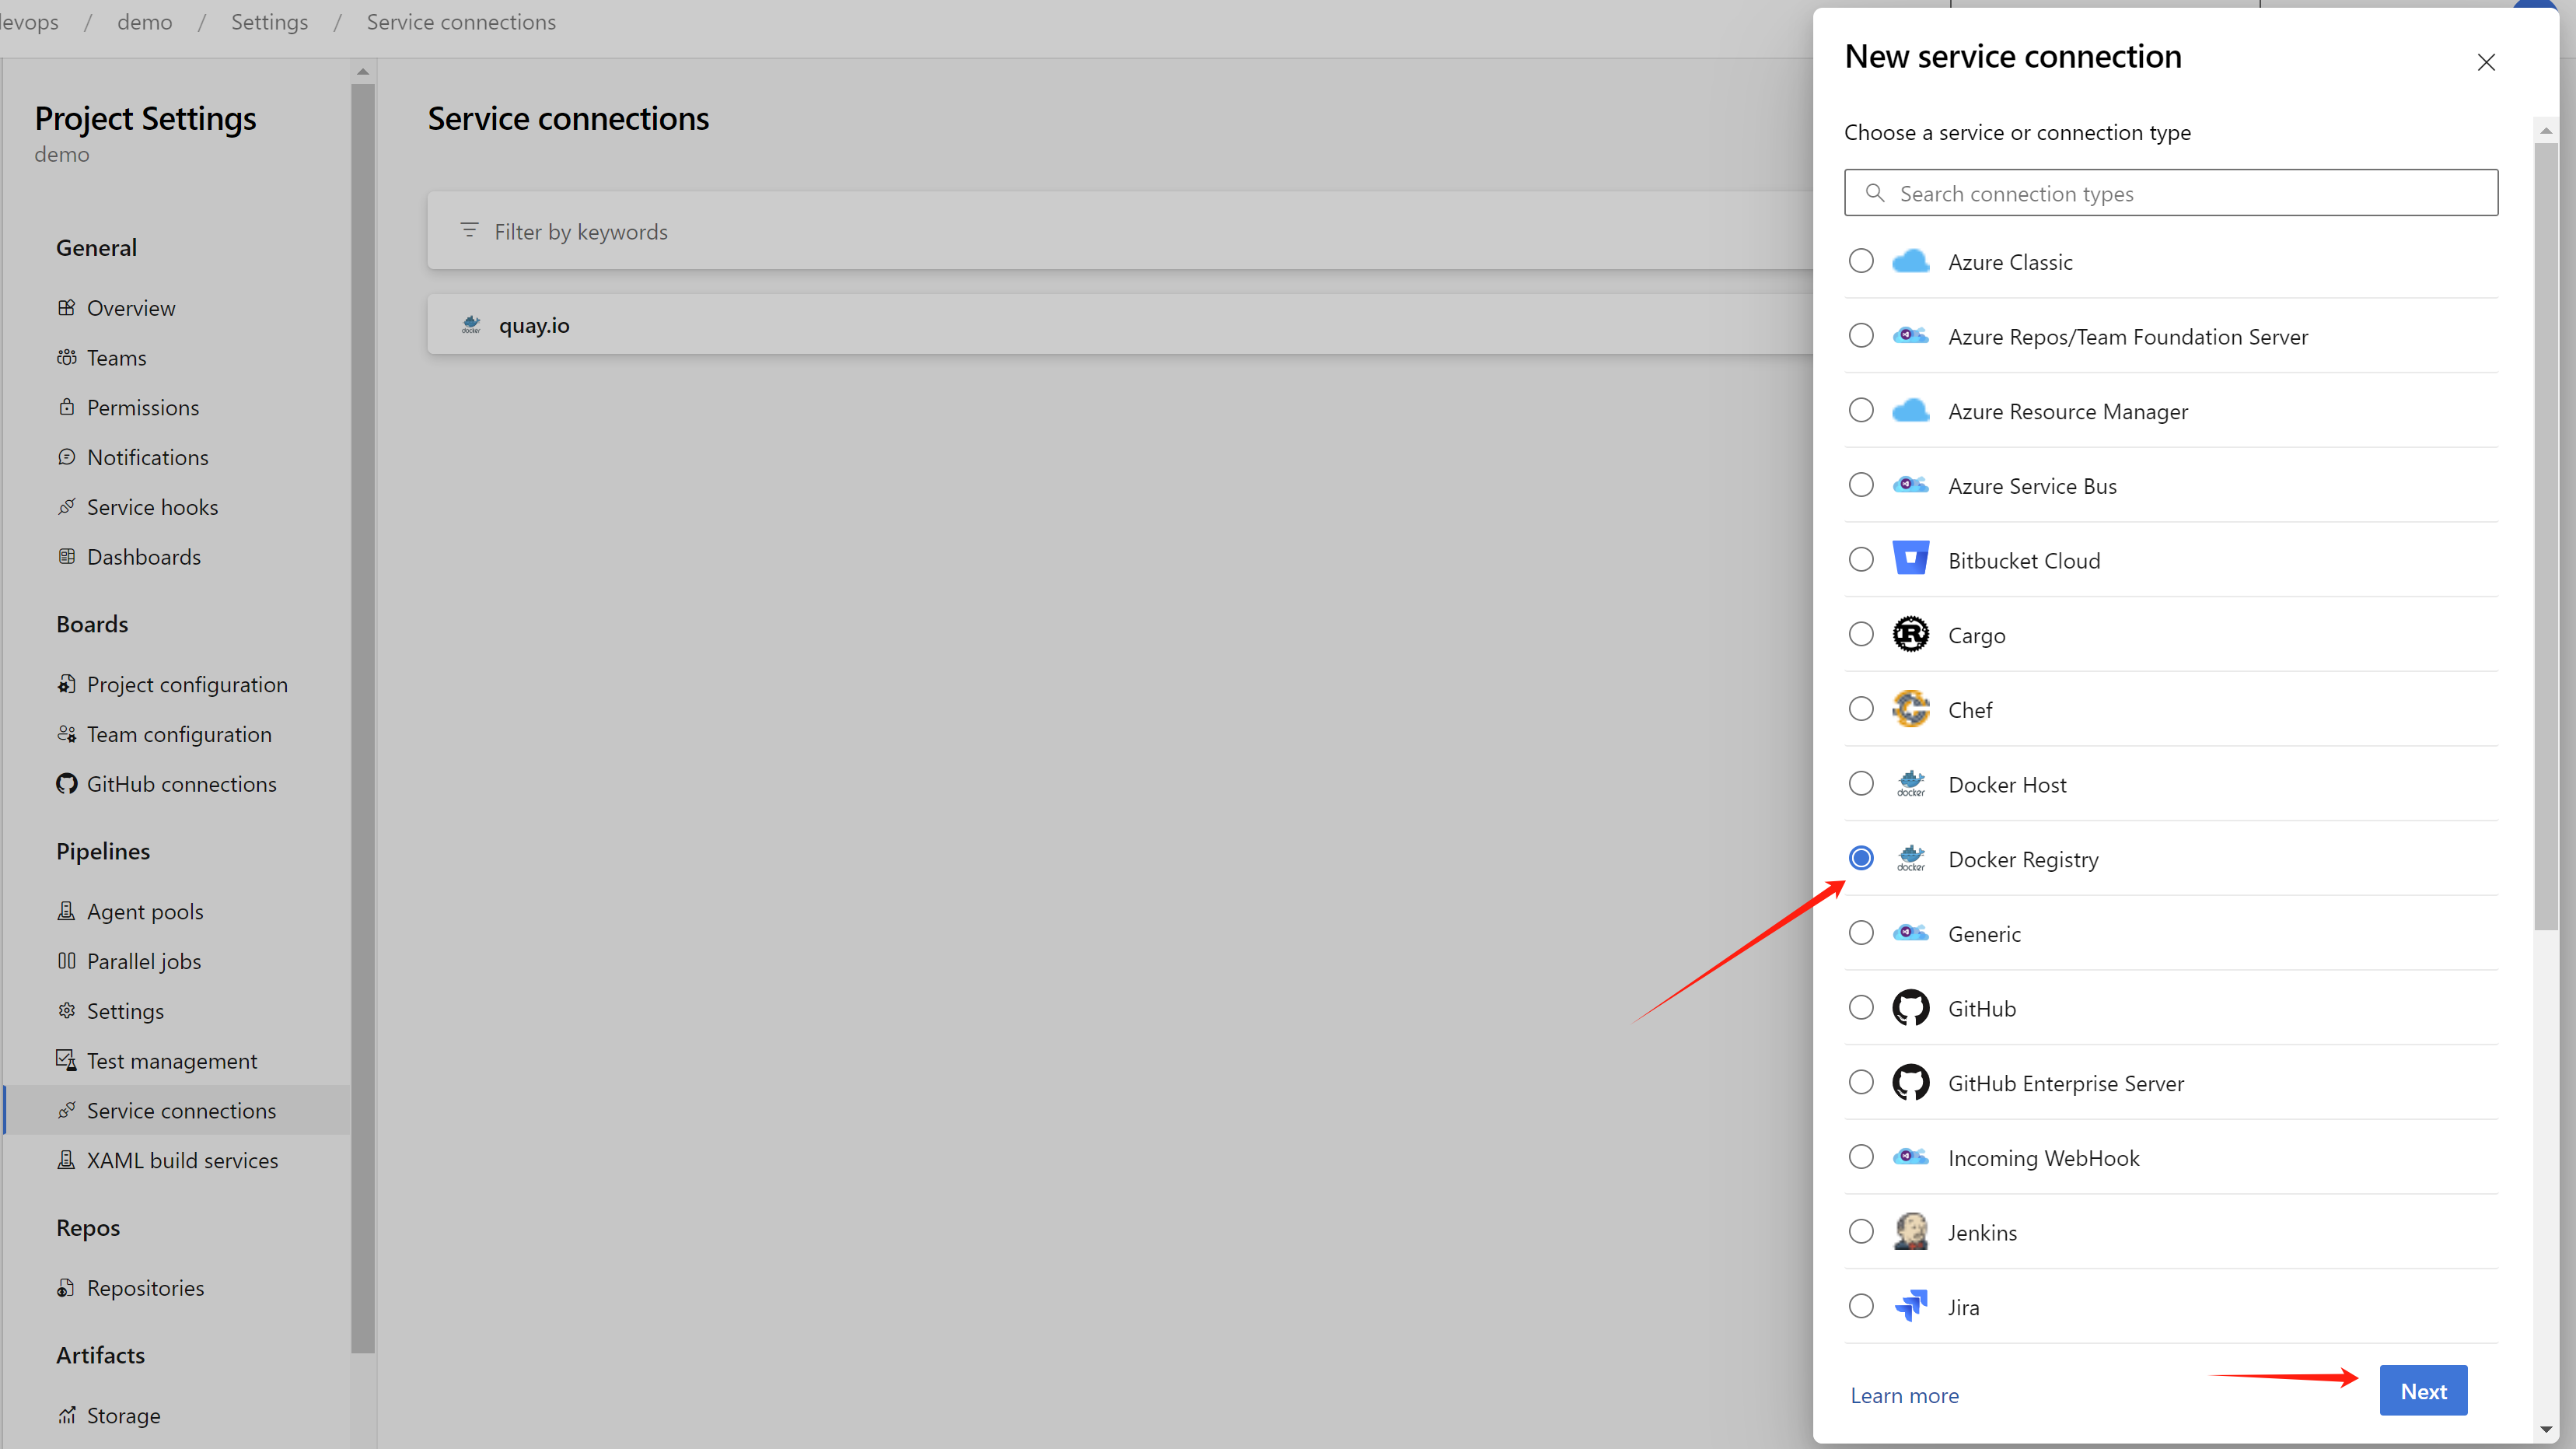 levops / demo / Settings / Service connections
Project Settings
demo
General
Overview
Teams
Permissions
Notifications
Service hooks
Dashboards
Boards
Project configuration
Team configuration
GitHub connections
Pipelines
Agent pools
Parallel jobs
Settings
Test management
Service connections
XAML build services
Repos
Repositories
Artifacts
Storage
Service connections
Filter by keywords
docker quay.io
New service connection
Choose a service or connection type
Search connection types
Azure Classic
Azure Repos/Team Foundation Server
Azure Resource Manager
Azure Service Bus
Bitbucket Cloud
Cargo
Chef
docker Docker Host
docker Docker Registry
Generic
GitHub
GitHub Enterprise Server
Incoming WebHook
Jenkins
Jira
Learn more
Next